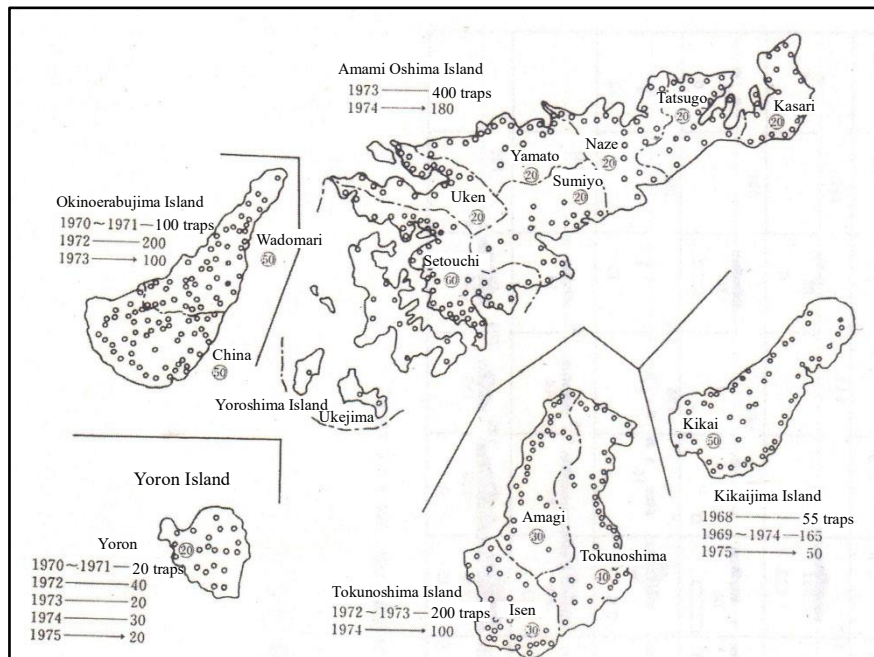 Amami Oshima Island
1973 —— 400 traps
1974 → 180
Tatsugo
⑳
Kasari
⑳
Naze
⑳
Yamato
⑳
Sumiyo
⑳
Uken
⑳
Setouchi
60
Okinoerabujima Island
1970～1971—100 traps
1972 —— 200
1973 → 100
Wadomari
50
China
50
Yoroshima Island
Ukejima
Yoron Island
Yoron
⑳
1970～1971—20 traps
1972 —— 40
1973 —— 20
1974 —— 30
1975 → 20
Tokunoshima Island
1972～1973—200 traps
1974 → 100
Amagi
30
Tokunoshima
40
Isen
30
Kikai
50
Kikaijima Island
1968 —— 55 traps
1969～1974—165
1975 → 50